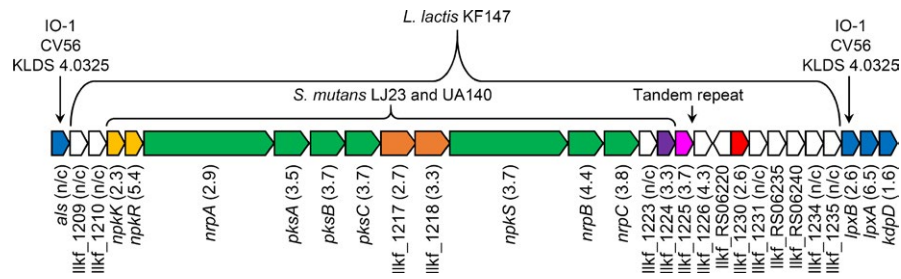 L. lactis KF147
IO-1
CV56
KLDS 4.0325
IO-1
CV56
KLDS 4.0325
S. mutans LJ23 and UA140
Tandem repeat
als (n/c)
llkf_1209 (n/c)
llkf_1210 (n/c)
npkK (2.3)
npkR (5.4)
nrpA (2.9)
pksA (3.5)
pksB (3.7)
pksC (3.7)
llkf_1217 (2.7)
llkf_1218 (3.3)
npkS (3.7)
nrpB (4.4)
nrpC (3.8)
llkf_1223 (n/c)
llkf_1224 (3.3)
llkf_1225 (3.7)
llkf_1226 (4.3)
llkf_RS06220
llkf_1230 (2.6)
llkf_1231 (n/c)
llkf_RS06235
llkf_RS06240
llkf_1234 (n/c)
llkf_1235 (n/c)
lpxB (2.6)
lpxA (6.5)
kdpD (1.6)